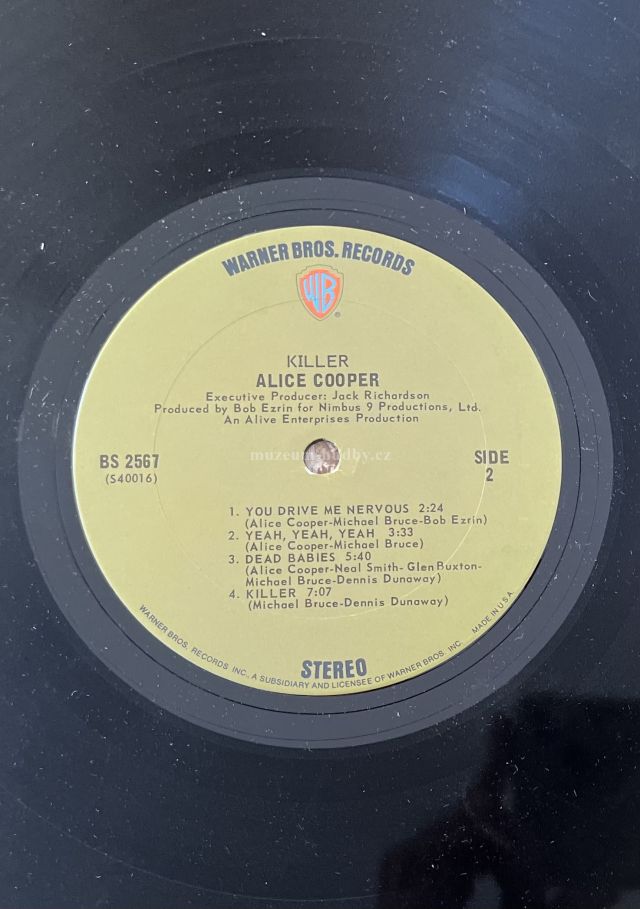 WARNER BROS. RECORDS
WB
®
KILLER
ALICE COOPER
Executive Producer: Jack Richardson
Produced by Bob Ezrin for Nimbus 9 Productions, Ltd.
An Alive Enterprises Production
muzeumhudby.cz
BS 2567
(S40016)
SIDE
2
1. YOU DRIVE ME NERVOUS 2:24
(Alice Cooper-Michael Bruce-Bob Ezrin)
2. YEAH, YEAH, YEAH 3:33
(Alice Cooper-Michael Bruce)
3. DEAD BABIES 5:40
(Alice Cooper-Neal Smith-Glen Buxton-
Michael Bruce-Dennis Dunaway)
4. KILLER 7:07
(Michael Bruce-Dennis Dunaway)
STEREO
WARNER BROS. RECORDS INC., A SUBSIDIARY AND LICENSEE OF WARNER BROS. INC. MADE IN U.S.A.